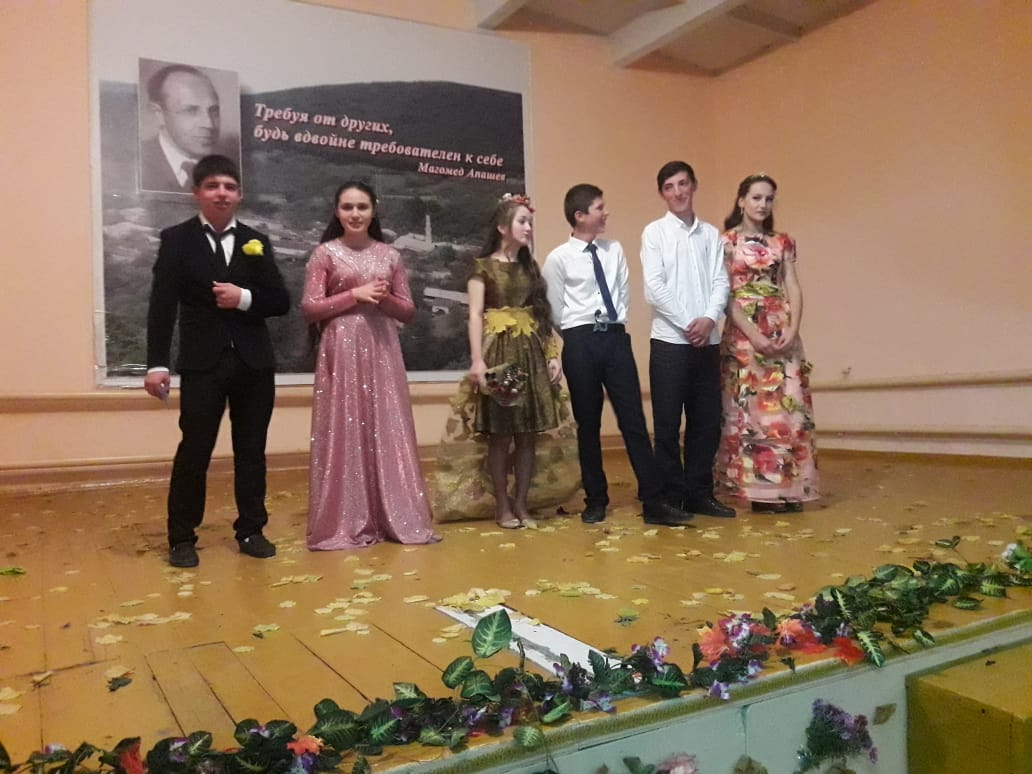 Требуя от других,
будь вдвойне требователен к себе
Магомед Апашев